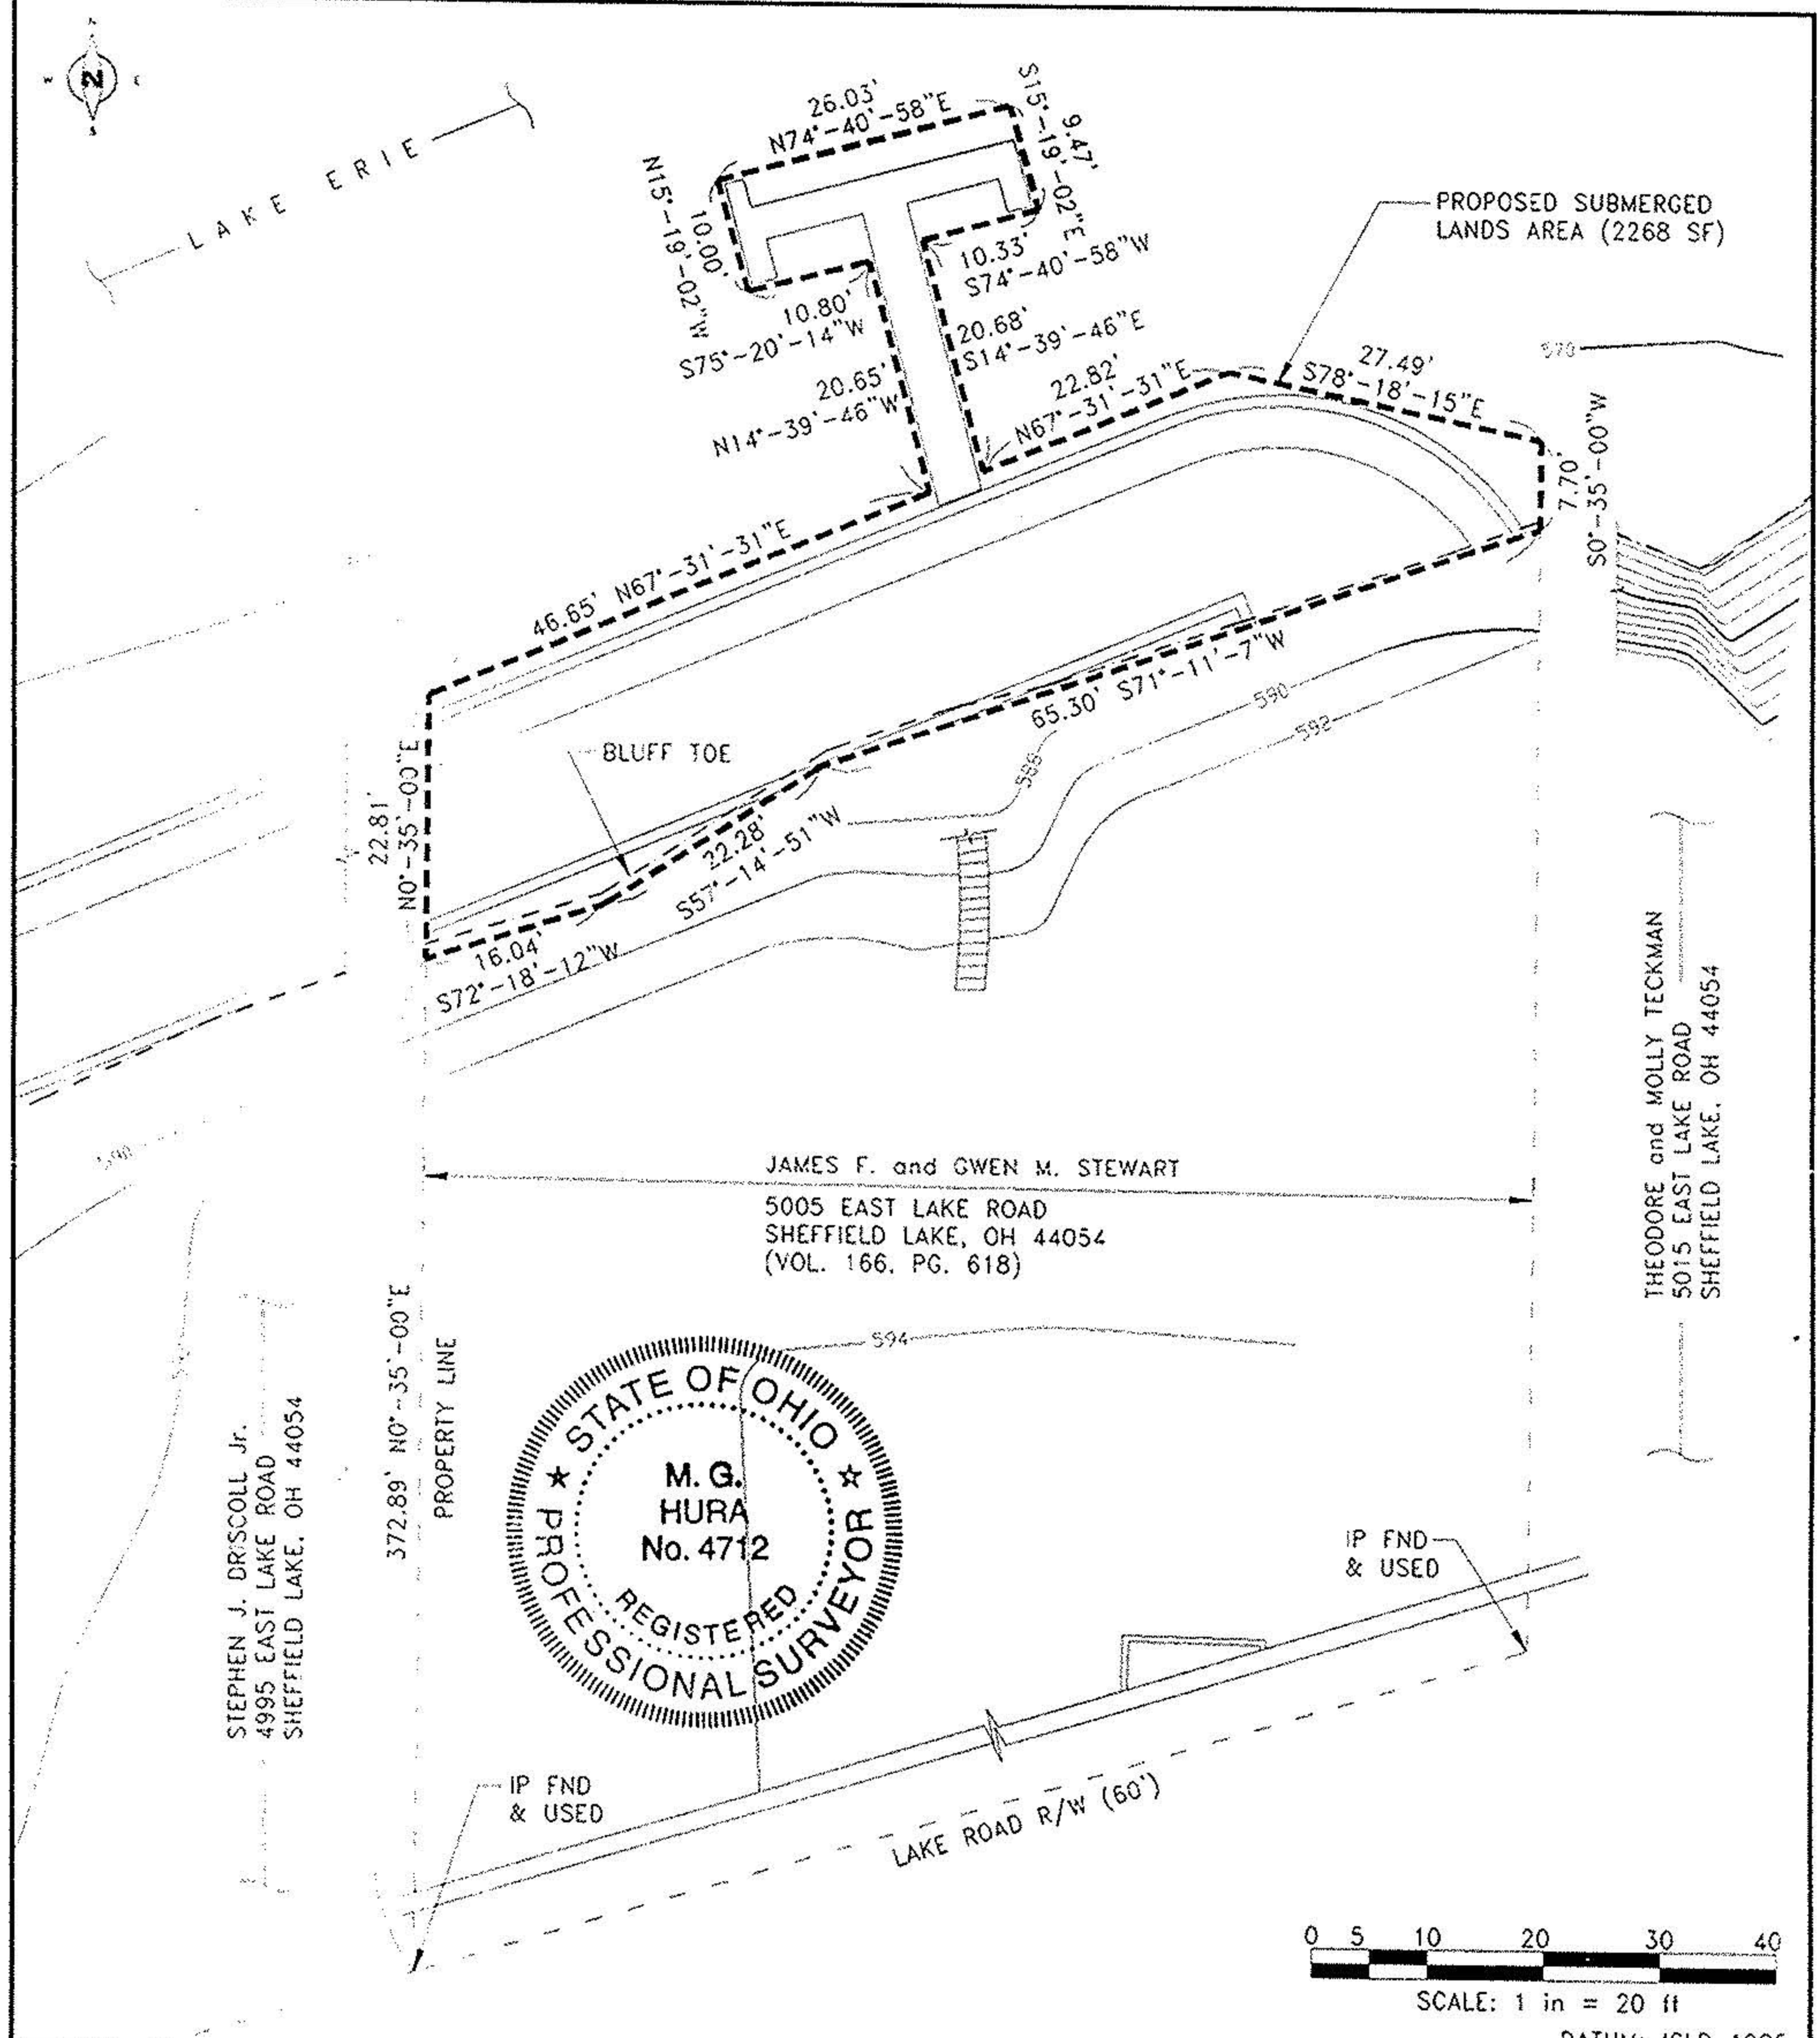 N
W
E
LAKE ERIE
26.03'
N74°-40'-58"E
S15°-19'-02"E
9.47'
N15°-19'-02"W
10.00'
PROPOSED SUBMERGED
LANDS AREA (2268 SF)
10.33'
S74°-40'-58"W
10.80'
S75°-20'-14"W
20.68'
S14°-39'-46"E
20.65'
N14°-39'-46"W
22.82'
N67°-31'-31"E
27.49'
S78°-18'-15"E
570
7.70'
S0°-35'-00"W
46.65' N67°-31'-31"E
65.30' S71°-11'-7"W
BLUFF TOE
22.81'
N0°-35'-00"E
22.28'
S57°-14'-51"W
16.04'
S72°-18'-12"W
588
590
592
590
JAMES F. and GWEN M. STEWART
5005 EAST LAKE ROAD
SHEFFIELD LAKE, OH 44054
(VOL. 166, PG. 618)
THEODORE and MOLLY TECKMAN
5015 EAST LAKE ROAD
SHEFFIELD LAKE, OH 44054
STEPHEN J. DRISCOLL Jr.
4995 EAST LAKE ROAD
SHEFFIELD LAKE, OH 44054
372.89' N0°-35'-00"E
PROPERTY LINE
594
STATE OF OHIO
M. G.
HURA
No. 4712
REGISTERED
PROFESSIONAL SURVEYOR
IP FND
& USED
IP FND
& USED
LAKE ROAD R/W (60')
0 5 10 20 30 40
SCALE: 1 in = 20 ft